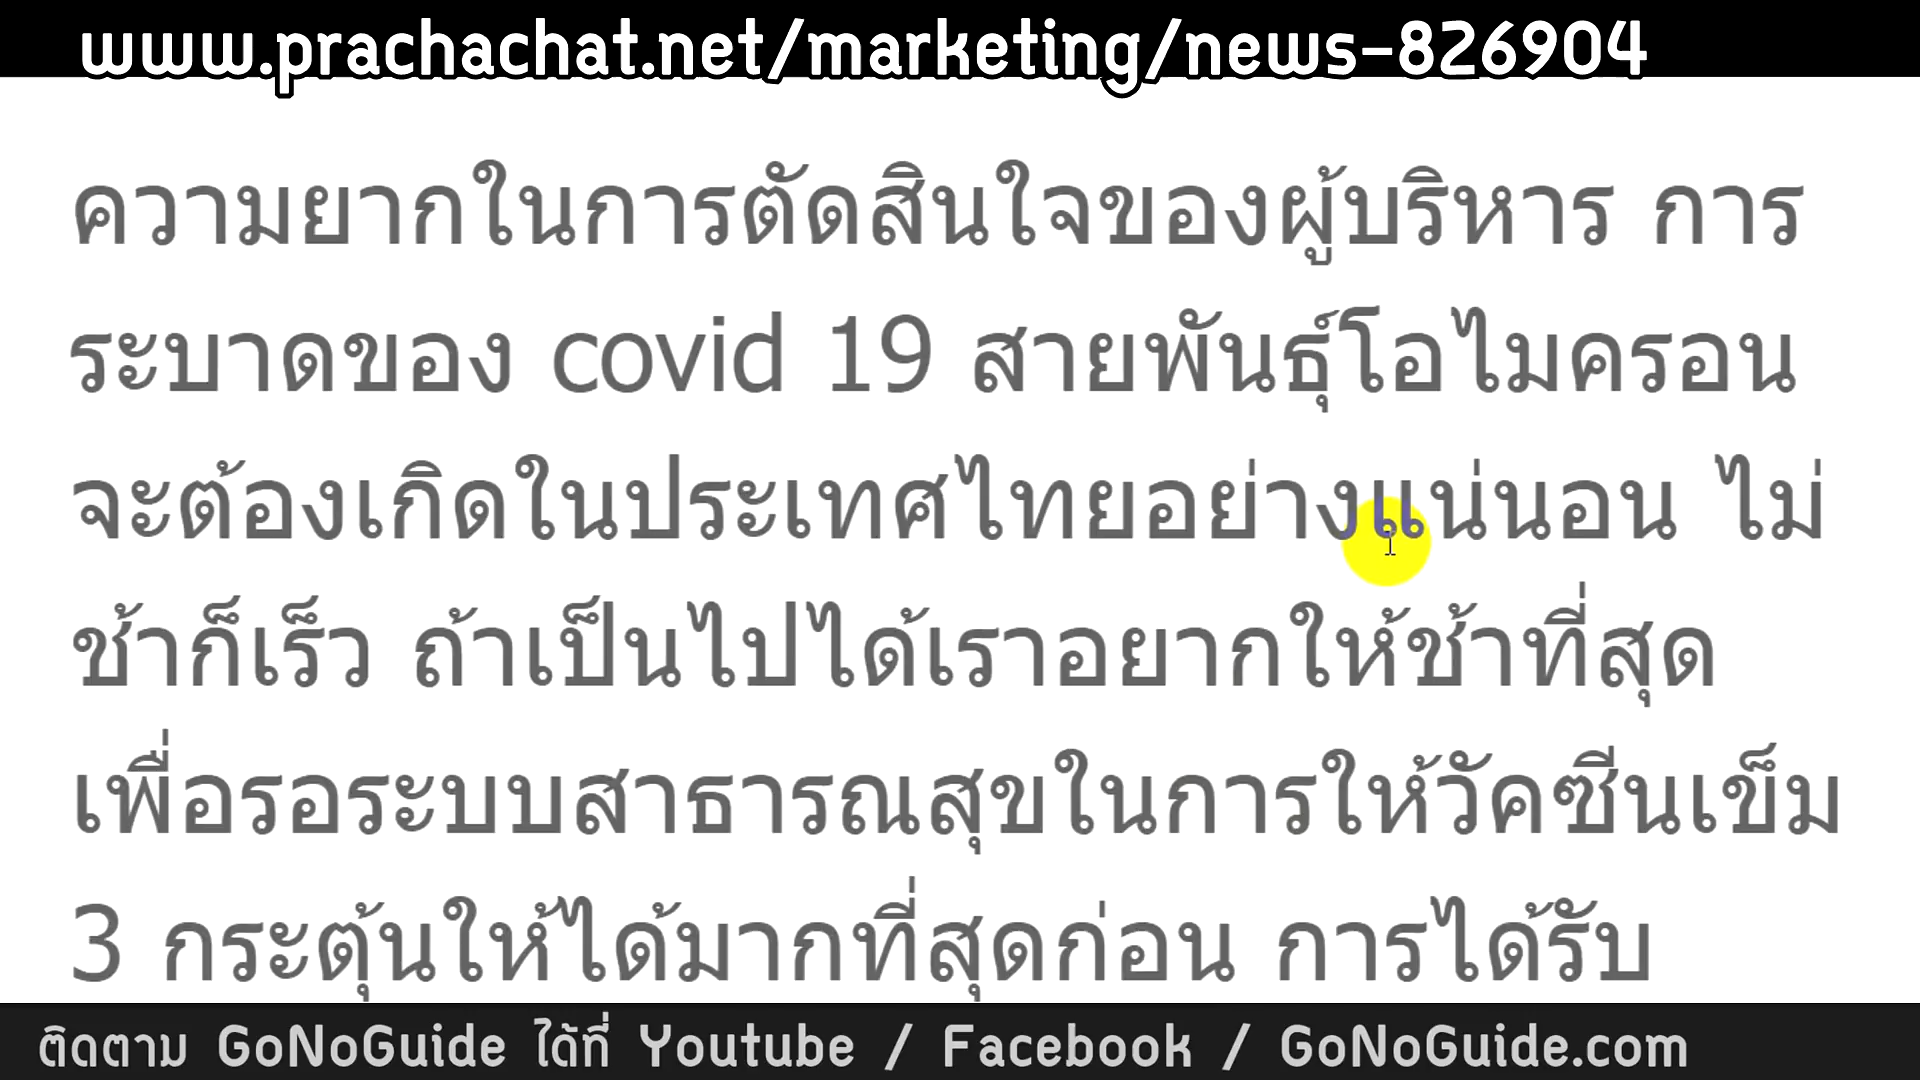 www.prachachat.net/marketing/news-826904
ความยากในการตัดสินใจของผู้บริหาร การ
ระบาดของ covid 19 สายพันธุ์โอไมครอน
จะต้องเกิดในประเทศไทยอย่างแน่นอน ไม่
ช้าก็เร็ว ถ้าเป็นไปได้เราอยากให้ช้าที่สุด
เพื่อรอระบบสาธารณสุขในการให้วัคซีนเข็ม
3 กระตุ้นให้ได้มากที่สุดก่อน การได้รับ
ติดตาม GoNoGuide ได้ที่ Youtube / Facebook / GoNoGuide.com